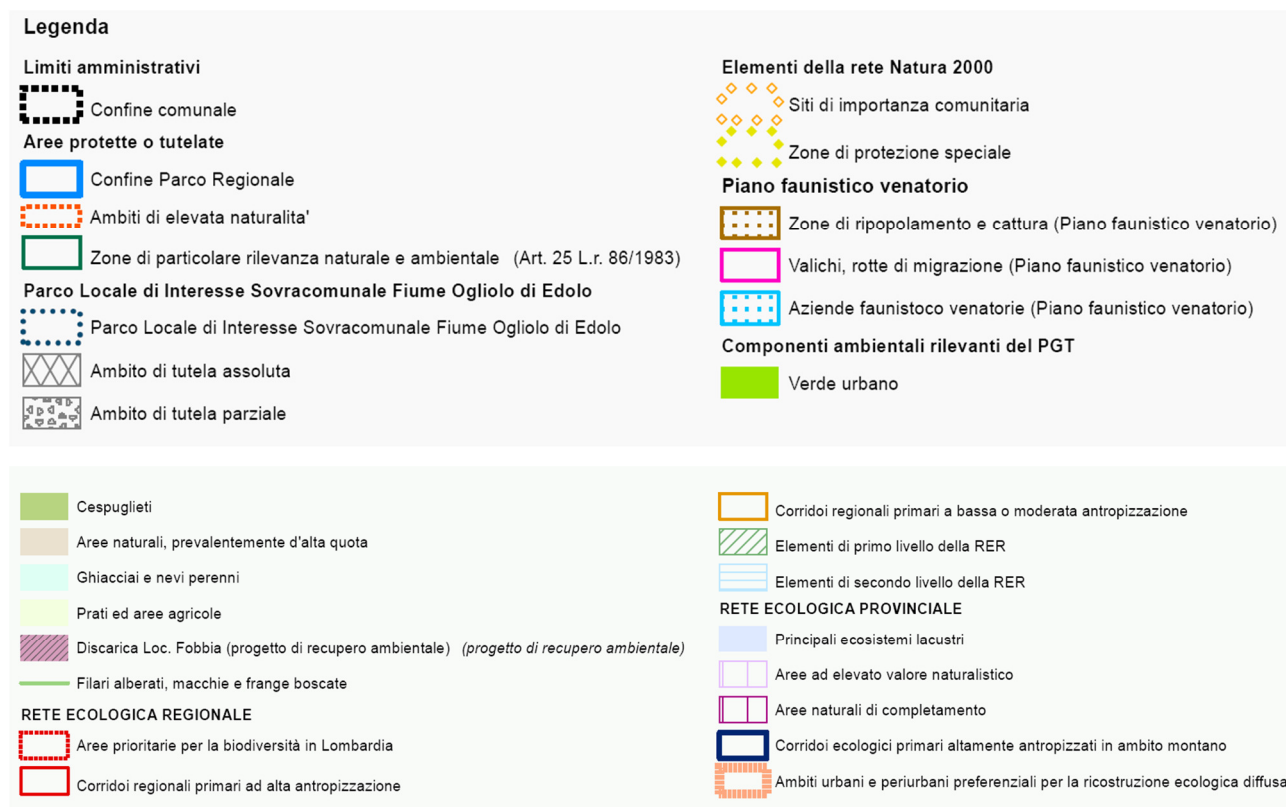 Legenda
Limiti amministrativi
Confine comunale
Aree protette o tutelate
Confine Parco Regionale
Ambiti di elevata naturalita'
Zone di particolare rilevanza naturale e ambientale (Art. 25 L.r. 86/1983)
Parco Locale di Interesse Sovracomunale Fiume Ogliolo di Edolo
Parco Locale di Interesse Sovracomunale Fiume Ogliolo di Edolo
Ambito di tutela assoluta
Ambito di tutela parziale
Elementi della rete Natura 2000
Siti di importanza comunitaria
Zone di protezione speciale
Piano faunistico venatorio
Zone di ripopolamento e cattura (Piano faunistico venatorio)
Valichi, rotte di migrazione (Piano faunistico venatorio)
Aziende faunistoco venatorie (Piano faunistico venatorio)
Componenti ambientali rilevanti del PGT
Verde urbano
Cespuglieti
Aree naturali, prevalentemente d'alta quota
Ghiacciai e nevi perenni
Prati ed aree agricole
Discarica Loc. Fobbia (progetto di recupero ambientale) (progetto di recupero ambientale)
Filari alberati, macchie e frange boscate
RETE ECOLOGICA REGIONALE
Aree prioritarie per la biodiversità in Lombardia
Corridoi regionali primari ad alta antropizzazione
Corridoi regionali primari a bassa o moderata antropizzazione
Elementi di primo livello della RER
Elementi di secondo livello della RER
RETE ECOLOGICA PROVINCIALE
Principali ecosistemi lacustri
Aree ad elevato valore naturalistico
Aree naturali di completamento
Corridoi ecologici primari altamente antropizzati in ambito montano
Ambiti urbani e periurbani preferenziali per la ricostruzione ecologica diffusa